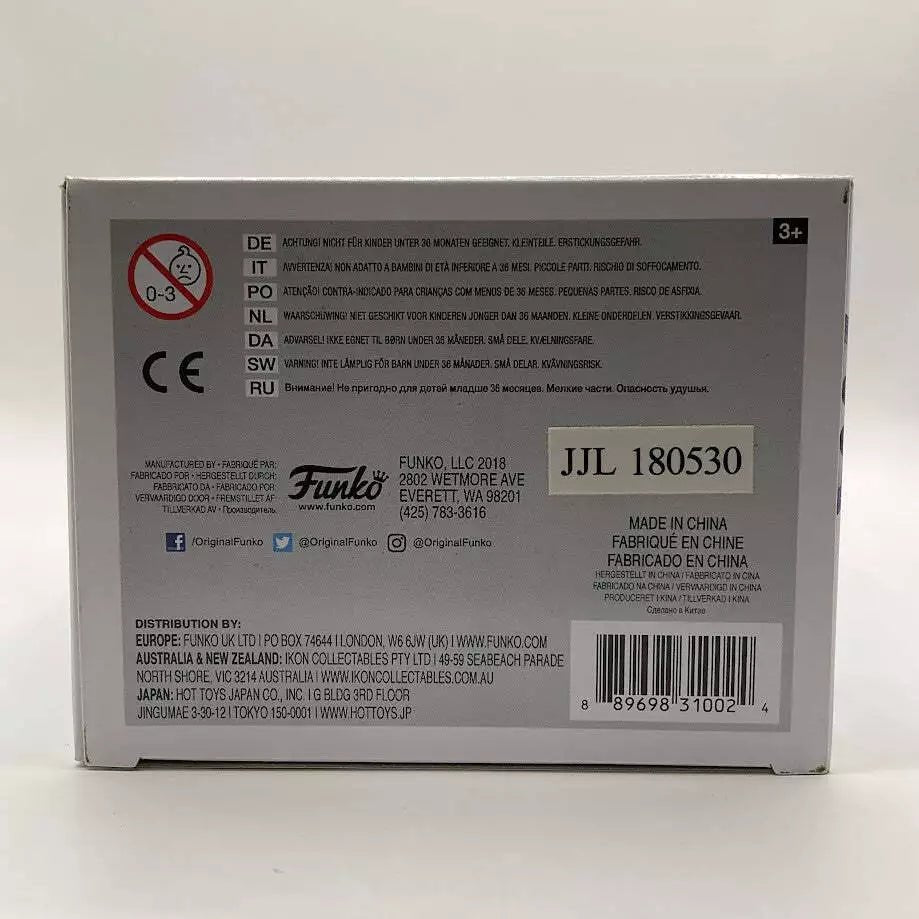 3+
0-3
DE ACHTUNG! NICHT FÜR KINDER UNTER 36 MONATEN GEEIGNET. KLEINTEILE. ERSTICKUNGSGEFAHR.
IT AVVERTENZA! NON ADATTO A BAMBINI DI ETÀ INFERIORE A 36 MESI. PICCOLE PARTI. RISCHIO DI SOFFOCAMENTO.
PO ATENÇÃO! CONTRA-INDICADO PARA CRIANÇAS COM MENOS DE 36 MESES. PEQUENAS PARTES. RISCO DE ASFIXIA.
NL WAARSCHUWING! NIET GESCHIKT VOOR KINDEREN JONGER DAN 36 MAANDEN. KLEINE ONDERDELEN. VERSTIKKINGSGEVAAR.
DA ADVARSEL! IKKE EGNET TIL BØRN UNDER 36 MÅNEDER. SMÅ DELE. KVÆLNINGSFARE.
SW VARNING! INTE LÄMPLIG FÖR BARN UNDER 36 MÅNADER. SMÅ DELAR. KVÄVNINGSRISK.
RU Внимание! Не пригодно для детей младше 36 месяцев. Мелкие части. Опасность удушья.
CE
MANUFACTURED BY • FABRIQUÉ PAR:
FABRICADO POR • HERGESTELLT DURCH:
FABBRICATO DA • FABRICADO POR:
VERVAARDIGD DOOR • FREMSTILLET AF:
TILLVERKAD AV • Производитель.
Funko
www.funko.com
FUNKO, LLC 2018
2802 WETMORE AVE
EVERETT, WA 98201
(425) 783-3616
/OriginalFunko @OriginalFunko @OriginalFunko
JJL 180530
MADE IN CHINA
FABRIQUÉ EN CHINE
FABRICADO EN CHINA
HERGESTELLT IN CHINA / FABBRICATO IN CINA
FABRICADO NA CHINA / VERVAARDIGD IN CHINA
PRODUCERET I KINA / TILLVERKAD I KINA
Сделано в Китае
DISTRIBUTION BY:
EUROPE: FUNKO UK LTD | PO BOX 74644 | LONDON, W6 6JW (UK) | WWW.FUNKO.COM
AUSTRALIA & NEW ZEALAND: IKON COLLECTABLES PTY LTD | 49-59 SEABEACH PARADE
NORTH SHORE, VIC 3214 AUSTRALIA | WWW.IKONCOLLECTABLES.COM.AU
JAPAN: HOT TOYS JAPAN CO., INC. | G BLDG 3RD FLOOR
JINGUMAE 3-30-12 | TOKYO 150-0001 | WWW.HOTTOYS.JP
8 89698 31002 4